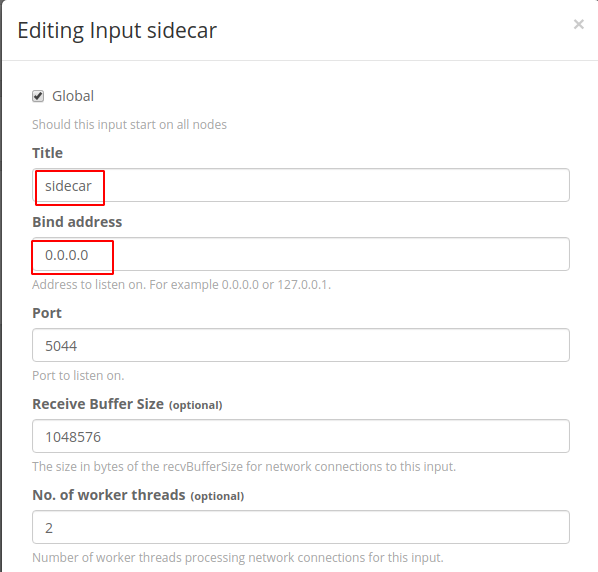 Editing Input sidecar
×
Global
Should this input start on all nodes
Title
sidecar
Bind address
0.0.0.0
Address to listen on. For example 0.0.0.0 or 127.0.0.1.
Port
5044
Port to listen on.
Receive Buffer Size (optional)
1048576
The size in bytes of the recvBufferSize for network connections to this input.
No. of worker threads (optional)
2
Number of worker threads processing network connections for this input.